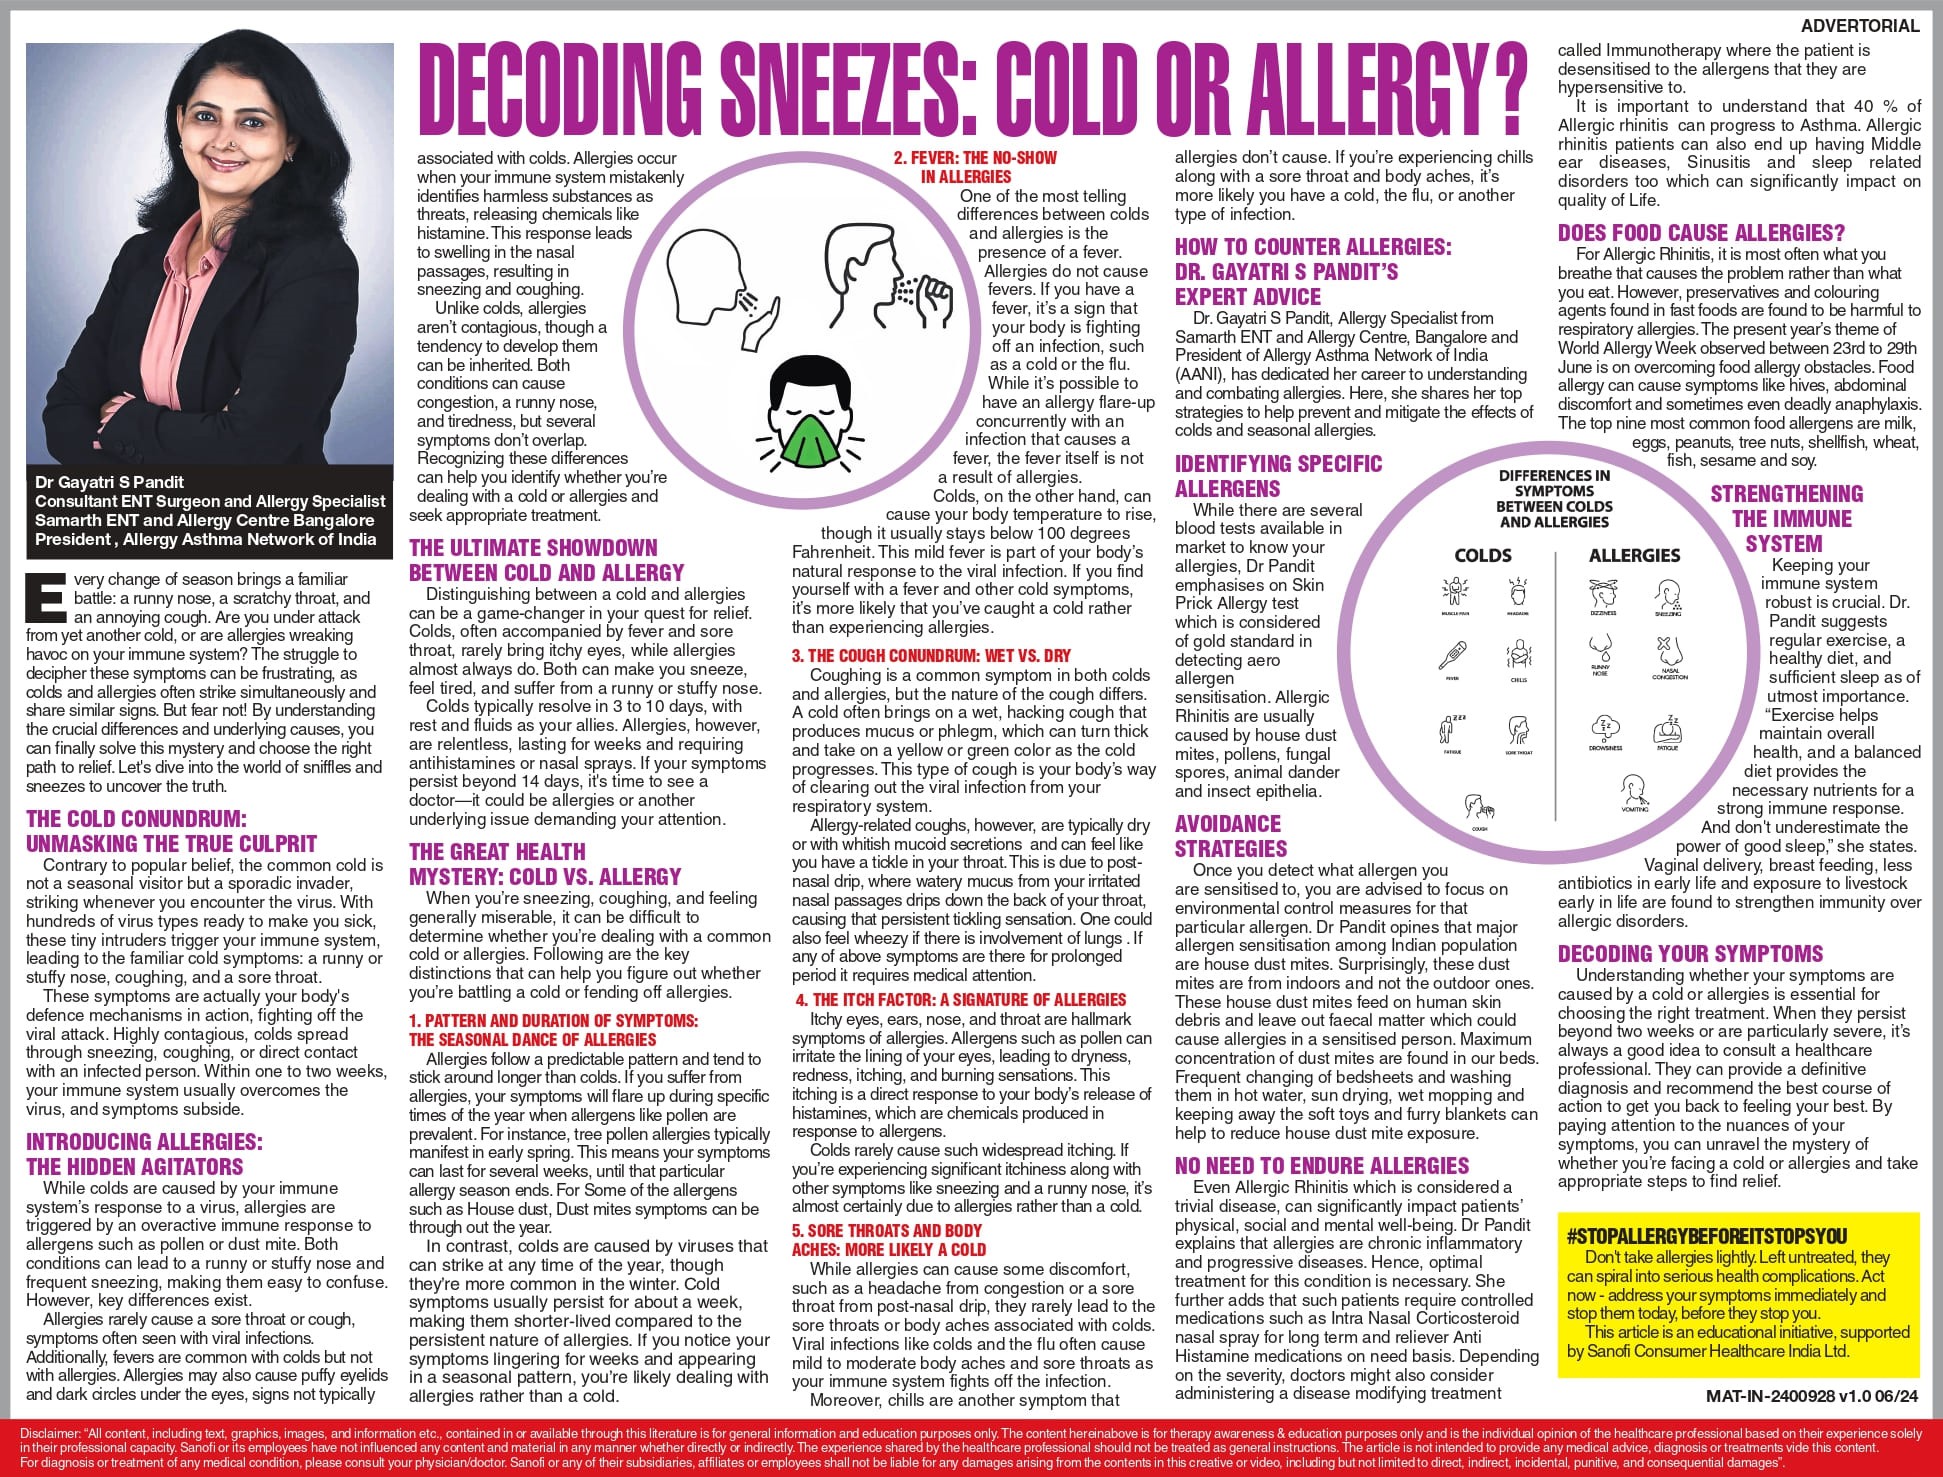 ADVERTORIAL
DECODING SNEEZES: COLD OR ALLERGY?
Dr Gayatri S Pandit
Consultant ENT Surgeon and Allergy Specialist
Samarth ENT and Allergy Centre Bangalore
President , Allergy Asthma Network of India
Every change of season brings a familiar
battle: a runny nose, a scratchy throat, and
an annoying cough. Are you under attack
from yet another cold, or are allergies wreaking
havoc on your immune system? The struggle to
decipher these symptoms can be frustrating, as
colds and allergies often strike simultaneously and
share similar signs. But fear not! By understanding
the crucial differences and underlying causes, you
can finally solve this mystery and choose the right
path to relief. Let's dive into the world of sniffles and
sneezes to uncover the truth.
THE COLD CONUNDRUM:
UNMASKING THE TRUE CULPRIT
Contrary to popular belief, the common cold is
not a seasonal visitor but a sporadic invader,
striking whenever you encounter the virus. With
hundreds of virus types ready to make you sick,
these tiny intruders trigger your immune system,
leading to the familiar cold symptoms: a runny or
stuffy nose, coughing, and a sore throat.
These symptoms are actually your body's
defence mechanisms in action, fighting off the
viral attack. Highly contagious, colds spread
through sneezing, coughing, or direct contact
with an infected person. Within one to two weeks,
your immune system usually overcomes the
virus, and symptoms subside.
INTRODUCING ALLERGIES:
THE HIDDEN AGITATORS
While colds are caused by your immune
system's response to a virus, allergies are
triggered by an overactive immune response to
allergens such as pollen or dust mite. Both
conditions can lead to a runny or stuffy nose and
frequent sneezing, making them easy to confuse.
However, key differences exist.
Allergies rarely cause a sore throat or cough,
symptoms often seen with viral infections.
Additionally, fevers are common with colds but not
with allergies. Allergies may also cause puffy eyelids
and dark circles under the eyes, signs not typically
associated with colds. Allergies occur
when your immune system mistakenly
identifies harmless substances as
threats, releasing chemicals like
histamine. This response leads
to swelling in the nasal
passages, resulting in
sneezing and coughing.
Unlike colds, allergies
aren't contagious, though a
tendency to develop them
can be inherited. Both
conditions can cause
congestion, a runny nose,
and tiredness, but several
symptoms don't overlap.
Recognizing these differences
can help you identify whether you're
dealing with a cold or allergies and
seek appropriate treatment.
THE ULTIMATE SHOWDOWN
BETWEEN COLD AND ALLERGY
Distinguishing between a cold and allergies
can be a game-changer in your quest for relief.
Colds, often accompanied by fever and sore
throat, rarely bring itchy eyes, while allergies
almost always do. Both can make you sneeze,
feel tired, and suffer from a runny or stuffy nose.
Colds typically resolve in 3 to 10 days, with
rest and fluids as your allies. Allergies, however,
are relentless, lasting for weeks and requiring
antihistamines or nasal sprays. If your symptoms
persist beyond 14 days, it's time to see a
doctor—it could be allergies or another
underlying issue demanding your attention.
THE GREAT HEALTH
MYSTERY: COLD VS. ALLERGY
When you're sneezing, coughing, and feeling
generally miserable, it can be difficult to
determine whether you're dealing with a common
cold or allergies. Following are the key
distinctions that can help you figure out whether
you're battling a cold or fending off allergies.
1. PATTERN AND DURATION OF SYMPTOMS:
THE SEASONAL DANCE OF ALLERGIES
Allergies follow a predictable pattern and tend to
stick around longer than colds. If you suffer from
allergies, your symptoms will flare up during specific
times of the year when allergens like pollen are
prevalent. For instance, tree pollen allergies typically
manifest in early spring. This means your symptoms
can last for several weeks, until that particular
allergy season ends. For Some of the allergens
such as House dust, Dust mites symptoms can be
through out the year.
In contrast, colds are caused by viruses that
can strike at any time of the year, though
they're more common in the winter. Cold
symptoms usually persist for about a week,
making them shorter-lived compared to the
persistent nature of allergies. If you notice your
symptoms lingering for weeks and appearing
in a seasonal pattern, you're likely dealing with
allergies rather than a cold.
2. FEVER: THE NO-SHOW
IN ALLERGIES
One of the most telling
differences between colds
and allergies is the
presence of a fever.
Allergies do not cause
fevers. If you have a
fever, it's a sign that
your body is fighting
off an infection, such
as a cold or the flu.
While it's possible to
have an allergy flare-up
concurrently with an
infection that causes a
fever, the fever itself is not
a result of allergies.
Colds, on the other hand, can
cause your body temperature to rise,
though it usually stays below 100 degrees
Fahrenheit. This mild fever is part of your body's
natural response to the viral infection. If you find
yourself with a fever and other cold symptoms,
it's more likely that you've caught a cold rather
than experiencing allergies.
3. THE COUGH CONUNDRUM: WET VS. DRY
Coughing is a common symptom in both colds
and allergies, but the nature of the cough differs.
A cold often brings on a wet, hacking cough that
produces mucus or phlegm, which can turn thick
and take on a yellow or green color as the cold
progresses. This type of cough is your body's way
of clearing out the viral infection from your
respiratory system.
Allergy-related coughs, however, are typically dry
or with whitish mucoid secretions and can feel like
you have a tickle in your throat. This is due to post-
nasal drip, where watery mucus from your irritated
nasal passages drips down the back of your throat,
causing that persistent tickling sensation. One could
also feel wheezy if there is involvement of lungs . If
any of above symptoms are there for prolonged
period it requires medical attention.
4. THE ITCH FACTOR: A SIGNATURE OF ALLERGIES
Itchy eyes, ears, nose, and throat are hallmark
symptoms of allergies. Allergens such as pollen can
irritate the lining of your eyes, leading to dryness,
redness, itching, and burning sensations. This
itching is a direct response to your body's release of
histamines, which are chemicals produced in
response to allergens.
Colds rarely cause such widespread itching. If
you're experiencing significant itchiness along with
other symptoms like sneezing and a runny nose, it's
almost certainly due to allergies rather than a cold.
5. SORE THROATS AND BODY
ACHES: MORE LIKELY A COLD
While allergies can cause some discomfort,
such as a headache from congestion or a sore
throat from post-nasal drip, they rarely lead to the
sore throats or body aches associated with colds.
Viral infections like colds and the flu often cause
mild to moderate body aches and sore throats as
your immune system fights off the infection.
Moreover, chills are another symptom that
allergies don't cause. If you're experiencing chills
along with a sore throat and body aches, it's
more likely you have a cold, the flu, or another
type of infection.
HOW TO COUNTER ALLERGIES:
DR. GAYATRI S PANDIT'S
EXPERT ADVICE
Dr. Gayatri S Pandit, Allergy Specialist from
Samarth ENT and Allergy Centre, Bangalore and
President of Allergy Asthma Network of India
(AANI), has dedicated her career to understanding
and combating allergies. Here, she shares her top
strategies to help prevent and mitigate the effects of
colds and seasonal allergies.
IDENTIFYING SPECIFIC
ALLERGENS
While there are several
blood tests available in
market to know your
allergies, Dr Pandit
emphasises on Skin
Prick Allergy test
which is considered
of gold standard in
detecting aero
allergen
sensitisation. Allergic
Rhinitis are usually
caused by house dust
mites, pollens, fungal
spores, animal dander
and insect epithelia.
AVOIDANCE
STRATEGIES
Once you detect what allergen you
are sensitised to, you are advised to focus on
environmental control measures for that
particular allergen. Dr Pandit opines that major
allergen sensitisation among Indian population
are house dust mites. Surprisingly, these dust
mites are from indoors and not the outdoor ones.
These house dust mites feed on human skin
debris and leave out faecal matter which could
cause allergies in a sensitised person. Maximum
concentration of dust mites are found in our beds.
Frequent changing of bedsheets and washing
them in hot water, sun drying, wet mopping and
keeping away the soft toys and furry blankets can
help to reduce house dust mite exposure.
NO NEED TO ENDURE ALLERGIES
Even Allergic Rhinitis which is considered a
trivial disease, can significantly impact patients'
physical, social and mental well-being. Dr Pandit
explains that allergies are chronic inflammatory
and progressive diseases. Hence, optimal
treatment for this condition is necessary. She
further adds that such patients require controlled
medications such as Intra Nasal Corticosteroid
nasal spray for long term and reliever Anti
Histamine medications on need basis. Depending
on the severity, doctors might also consider
administering a disease modifying treatment
called Immunotherapy where the patient is
desensitised to the allergens that they are
hypersensitive to.
It is important to understand that 40 % of
Allergic rhinitis can progress to Asthma. Allergic
rhinitis patients can also end up having Middle
ear diseases, Sinusitis and sleep related
disorders too which can significantly impact on
quality of Life.
DOES FOOD CAUSE ALLERGIES?
For Allergic Rhinitis, it is most often what you
breathe that causes the problem rather than what
you eat. However, preservatives and colouring
agents found in fast foods are found to be harmful to
respiratory allergies. The present year's theme of
World Allergy Week observed between 23rd to 29th
June is on overcoming food allergy obstacles. Food
allergy can cause symptoms like hives, abdominal
discomfort and sometimes even deadly anaphylaxis.
The top nine most common food allergens are milk,
eggs, peanuts, tree nuts, shellfish, wheat,
fish, sesame and soy.
DIFFERENCES IN
SYMPTOMS
BETWEEN COLDS
AND ALLERGIES
COLDS
MUSCLE PAIN
HEADACHE
FEVER
CHILLS
FATIGUE
SORE THROAT
COUGH
ALLERGIES
DIZZINESS
SNEEZING
RUNNY
NOSE
NASAL
CONGESTION
DROWSINESS
FATIGUE
VOMITING
STRENGTHENING
THE IMMUNE
SYSTEM
Keeping your
immune system
robust is crucial. Dr.
Pandit suggests
regular exercise, a
healthy diet, and
sufficient sleep as of
utmost importance.
“Exercise helps
maintain overall
health, and a balanced
diet provides the
necessary nutrients for a
strong immune response.
And don't underestimate the
power of good sleep,” she states.
Vaginal delivery, breast feeding, less
antibiotics in early life and exposure to livestock
early in life are found to strengthen immunity over
allergic disorders.
DECODING YOUR SYMPTOMS
Understanding whether your symptoms are
caused by a cold or allergies is essential for
choosing the right treatment. When they persist
beyond two weeks or are particularly severe, it's
always a good idea to consult a healthcare
professional. They can provide a definitive
diagnosis and recommend the best course of
action to get you back to feeling your best. By
paying attention to the nuances of your
symptoms, you can unravel the mystery of
whether you're facing a cold or allergies and take
appropriate steps to find relief.
#STOPALLERGYBEFOREITSTOPSYOU
Don't take allergies lightly. Left untreated, they
can spiral into serious health complications. Act
now - address your symptoms immediately and
stop them today, before they stop you.
This article is an educational initiative, supported
by Sanofi Consumer Healthcare India Ltd.
MAT-IN-2400928 v1.0 06/24
Disclaimer: “All content, including text, graphics, images, and information etc., contained in or available through this literature is for general information and education purposes only. The content hereinabove is for therapy awareness & education purposes only and is the individual opinion of the healthcare professional based on their experience solely
in their professional capacity. Sanofi or its employees have not influenced any content and material in any manner whether directly or indirectly. The experience shared by the healthcare professional should not be treated as general instructions. The article is not intended to provide any medical advice, diagnosis or treatments vide this content.
For diagnosis or treatment of any medical condition, please consult your physician/doctor. Sanofi or any of their subsidiaries, affiliates or employees shall not be liable for any damages arising from the contents in this creative or video, including but not limited to direct, indirect, incidental, punitive, and consequential damages”.